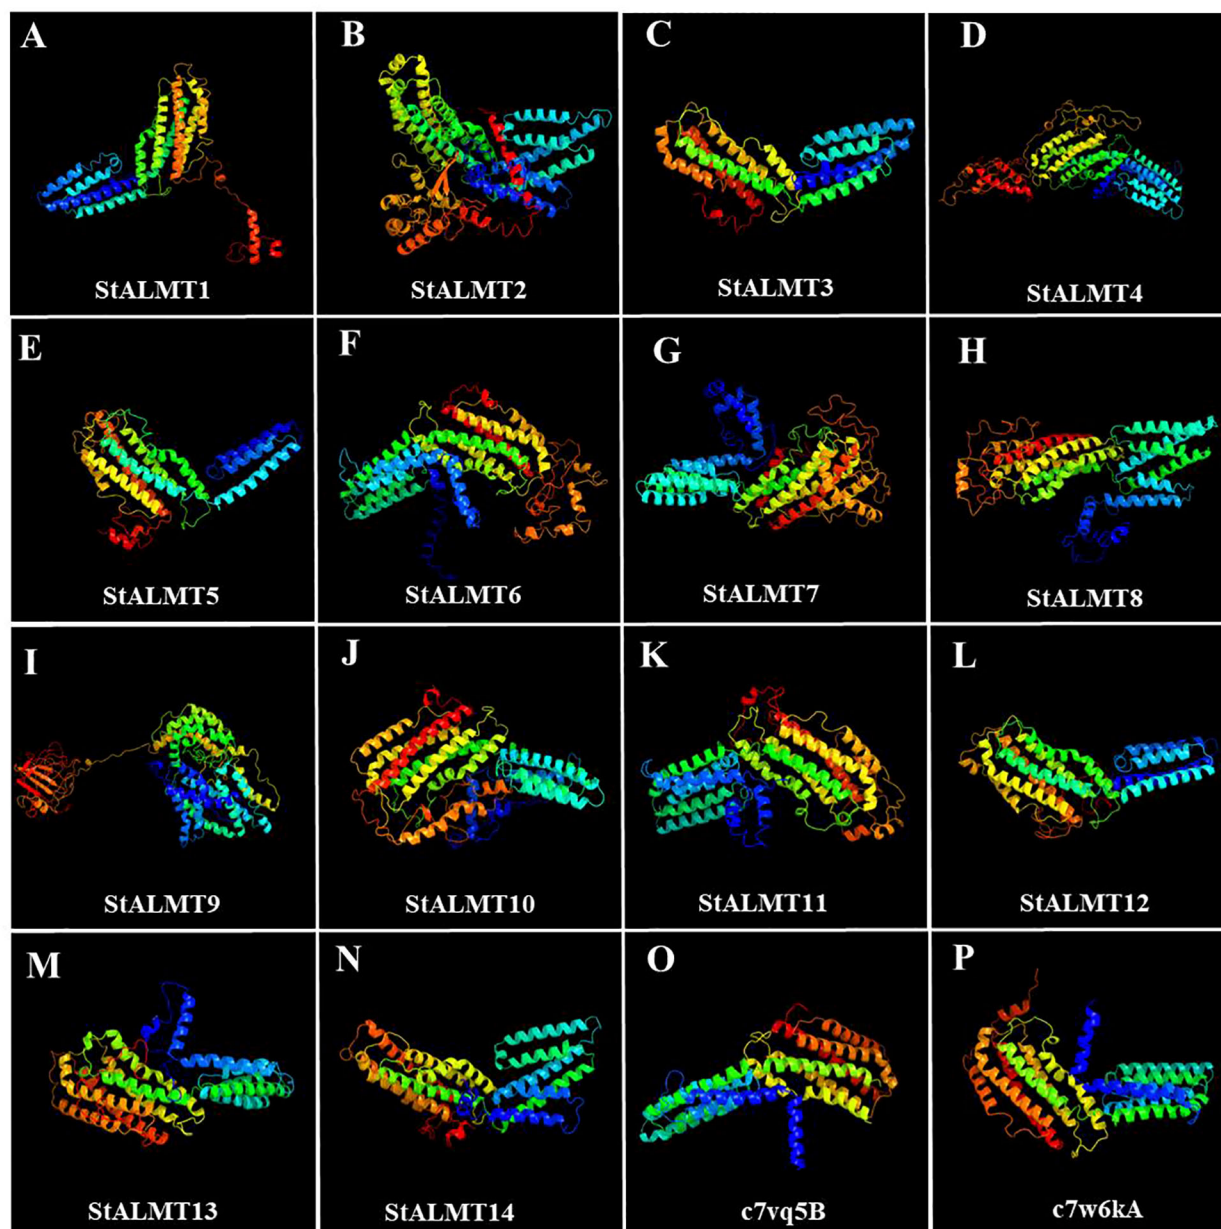 A B C D
StALMT1 StALMT2 StALMT3 StALMT4
E F G H
StALMT5 StALMT6 StALMT7 StALMT8
I J K L
StALMT9 StALMT10 StALMT11 StALMT12
M N O P
StALMT13 StALMT14 c7vq5B c7w6kA